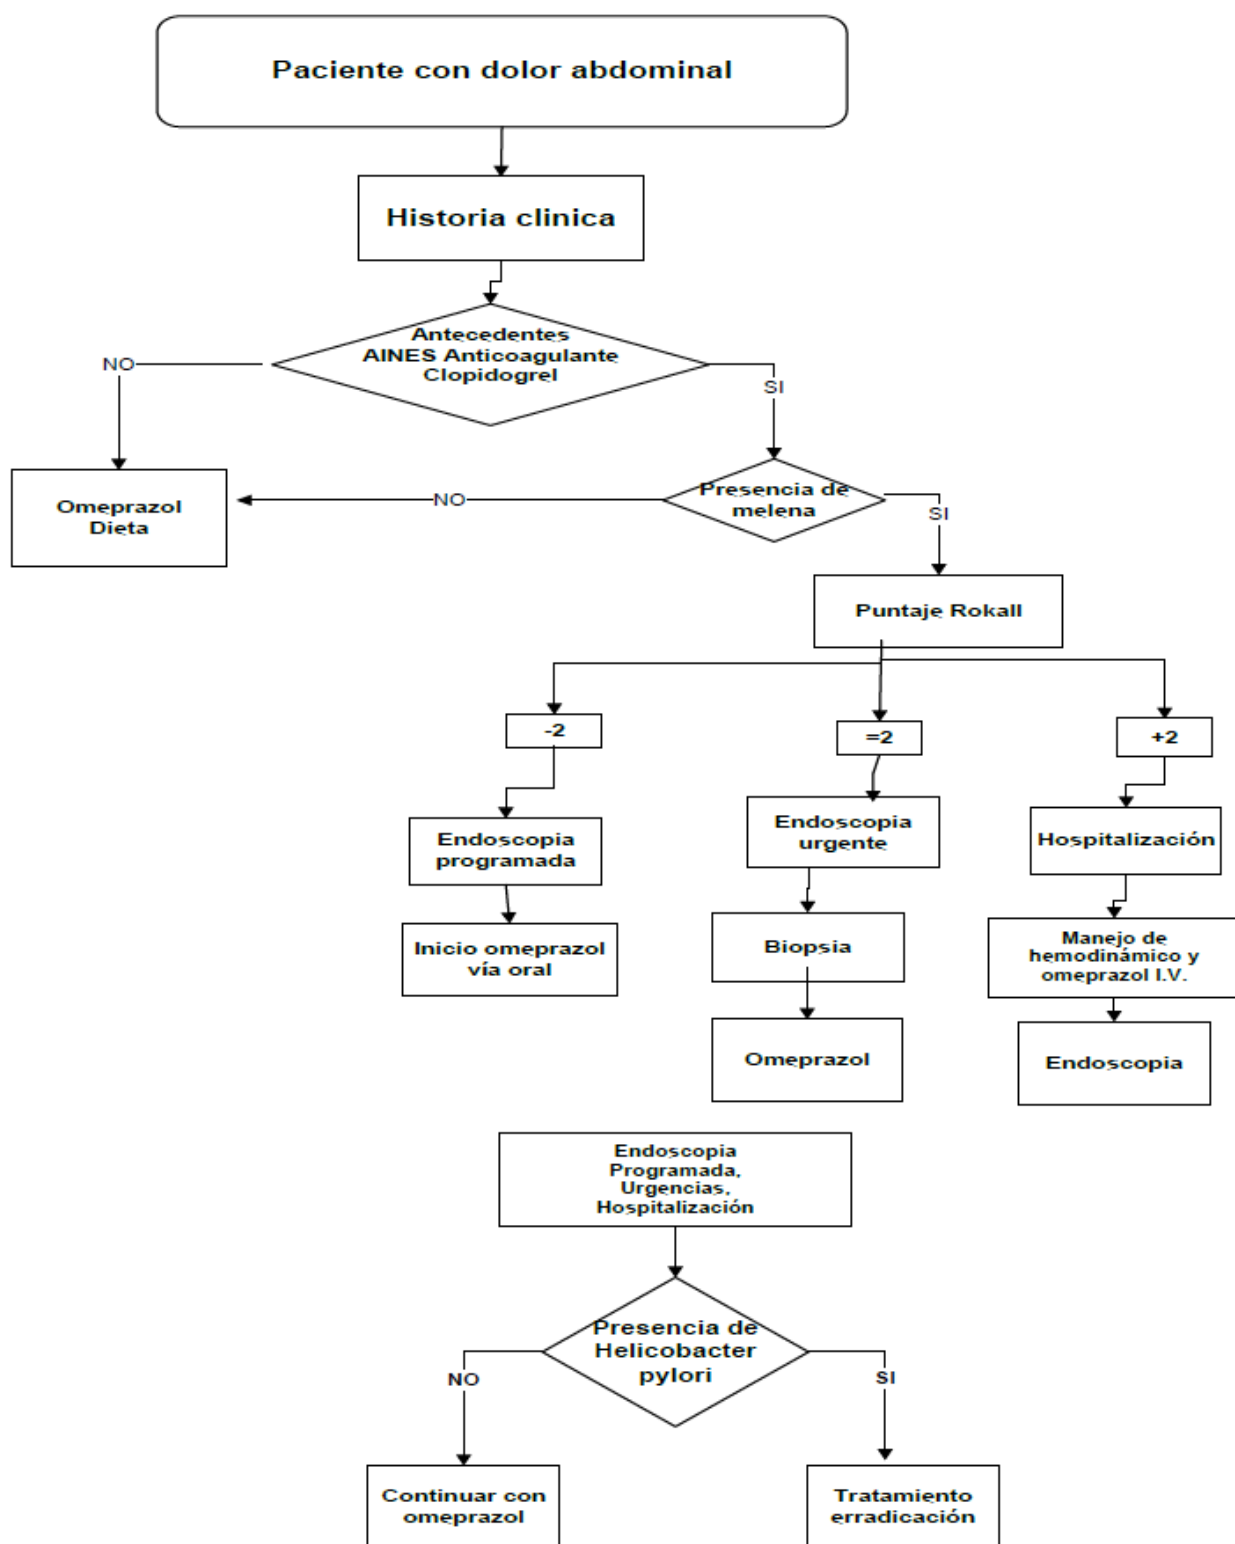 Paciente con dolor abdominal
Historia clinica
Antecedentes
AINES Anticoagulante
Clopidogrel
NO
SI
Omeprazol
Dieta
NO
Presencia de
melena
SI
Puntaje Rokall
-2
=2
+2
Endoscopia
programada
Endoscopia
urgente
Hospitalización
Inicio omeprazol
vía oral
Biopsia
Manejo de
hemodinámico y
omeprazol I.V.
Omeprazol
Endoscopia
Endoscopia
Programada,
Urgencias,
Hospitalización
Presencia de
Helicobacter
pylori
NO
SI
Continuar con
omeprazol
Tratamiento
erradicación